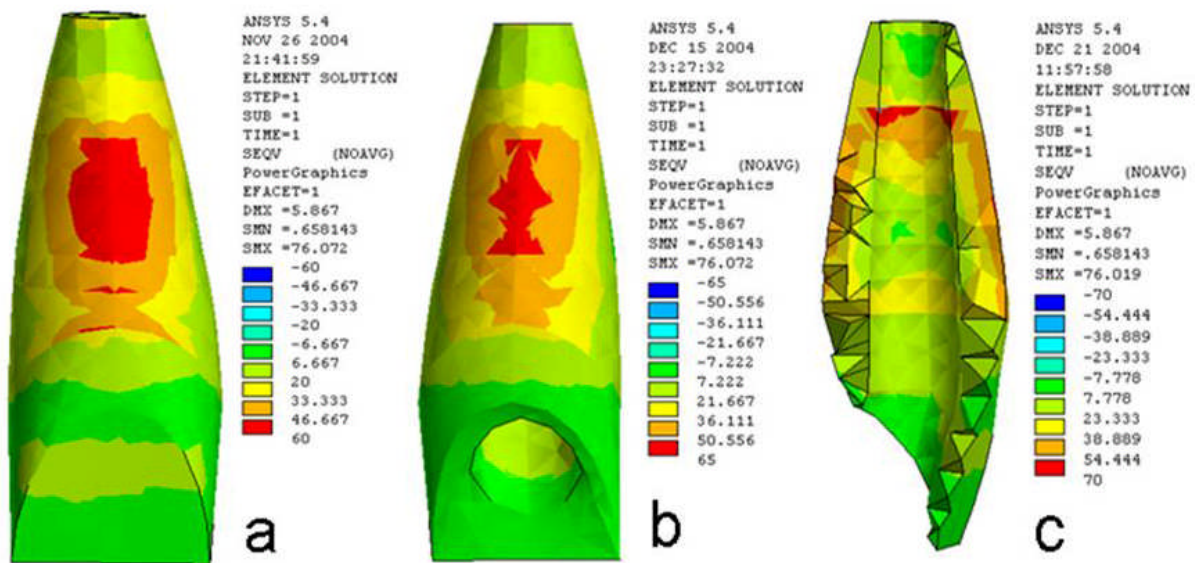 ANSYS 5.4
NOV 26 2004
21:41:59
ELEMENT SOLUTION
STEP=1
SUB =1
TIME=1
SEQV (NOAVG)
PowerGraphics
EFACET=1
DMX =5.867
SMN =.658143
SMX =76.072
-60
-46.667
-33.333
-20
-6.667
6.667
20
33.333
46.667
60
a
ANSYS 5.4
DEC 15 2004
23:27:32
ELEMENT SOLUTION
STEP=1
SUB =1
TIME=1
SEQV (NOAVG)
PowerGraphics
EFACET=1
DMX =5.867
SMN =.658143
SMX =76.072
-65
-50.556
-36.111
-21.667
-7.222
7.222
21.667
36.111
50.556
65
b
ANSYS 5.4
DEC 21 2004
11:57:58
ELEMENT SOLUTION
STEP=1
SUB =1
TIME=1
SEQV (NOAVG)
PowerGraphics
EFACET=1
DMX =5.867
SMN =.658143
SMX =76.019
-70
-54.444
-38.889
-23.333
-7.778
7.778
23.333
38.889
54.444
70
c